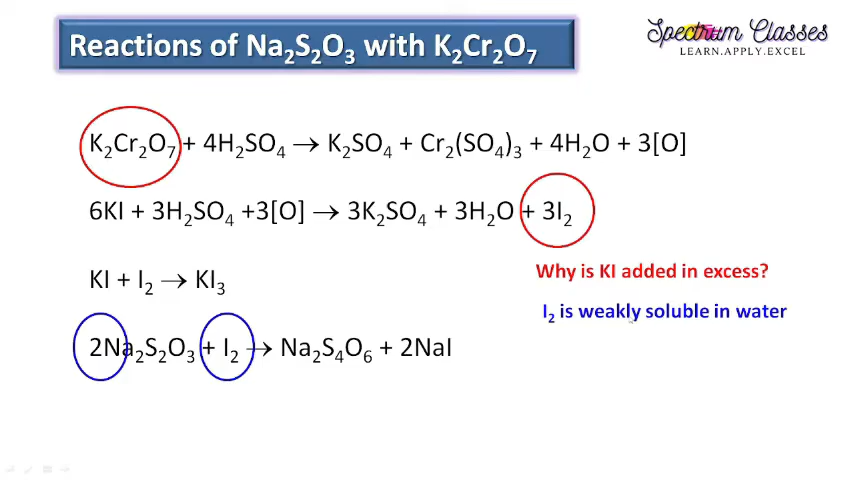 Spectrum Classes
LEARN.APPLY.EXCEL
Reactions of Na₂S₂O₃ with K₂Cr₂O₇
K₂Cr₂O₇ + 4H₂SO₄ → K₂SO₄ + Cr₂(SO₄)₃ + 4H₂O + 3[O]
6KI + 3H₂SO₄ +3[O] → 3K₂SO₄ + 3H₂O + 3I₂
Why is KI added in excess?
KI + I₂ → KI₃
I₂ is weakly soluble in water
2Na₂S₂O₃ + I₂ → Na₂S₄O₆ + 2NaI